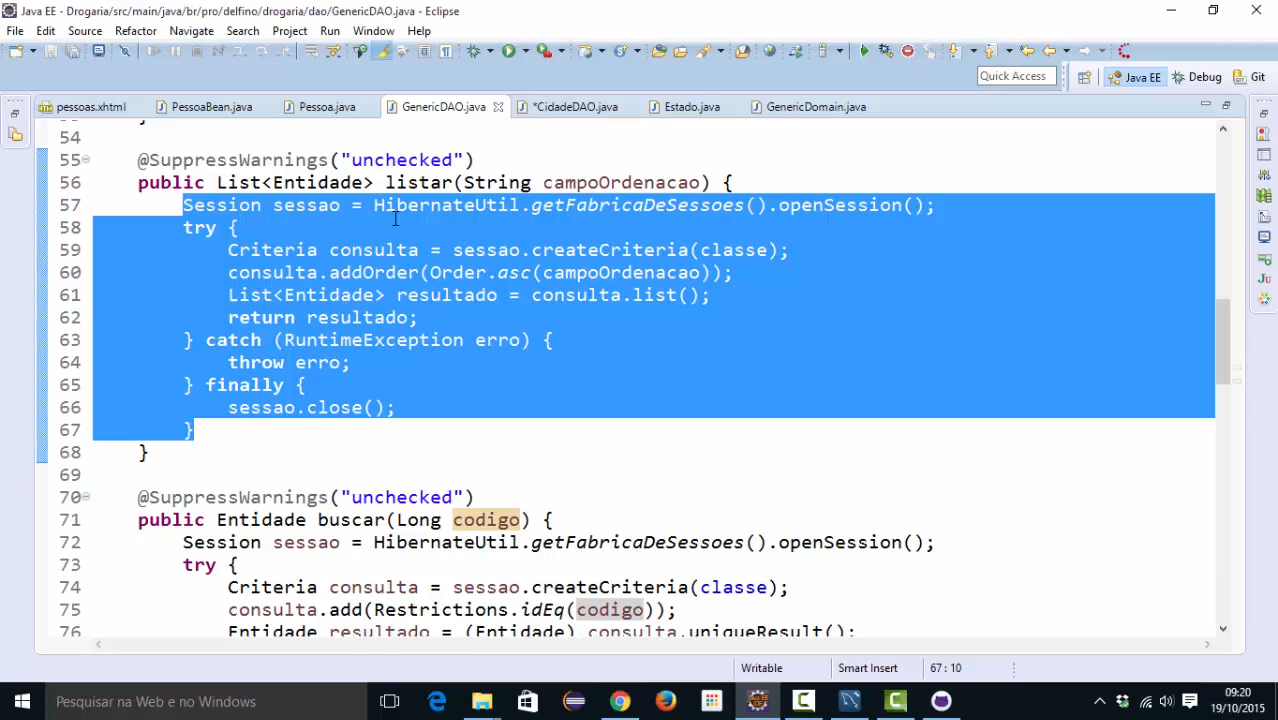 Java EE - Drogaria/src/main/java/br/pro/delfino/drogaria/dao/GenericDAO.java - Eclipse
File Edit Source Refactor Navigate Search Project Run Window Help
Quick Access Java EE Debug Git
pessoas.xhtml PessoaBean.java Pessoa.java GenericDAO.java *CidadeDAO.java Estado.java GenericDomain.java
54
55 @SuppressWarnings("unchecked")
56 public List<Entidade> listar(String campoOrdenacao) {
57 Session sessao = HibernateUtil.getFabricaDeSessoes().openSession();
58 try {
59 Criteria consulta = sessao.createCriteria(classe);
60 consulta.addOrder(Order.asc(campoOrdenacao));
61 List<Entidade> resultado = consulta.list();
62 return resultado;
63 } catch (RuntimeException erro) {
64 throw erro;
65 } finally {
66 sessao.close();
67 }
68 }
69
70 @SuppressWarnings("unchecked")
71 public Entidade buscar(Long codigo) {
72 Session sessao = HibernateUtil.getFabricaDeSessoes().openSession();
73 try {
74 Criteria consulta = sessao.createCriteria(classe);
75 consulta.add(Restrictions.idEq(codigo));
76 Entidade resultado = (Entidade) consulta.uniqueResult();
Writable Smart Insert 67 : 10
Pesquisar na Web e no Windows
09:20
19/10/2015